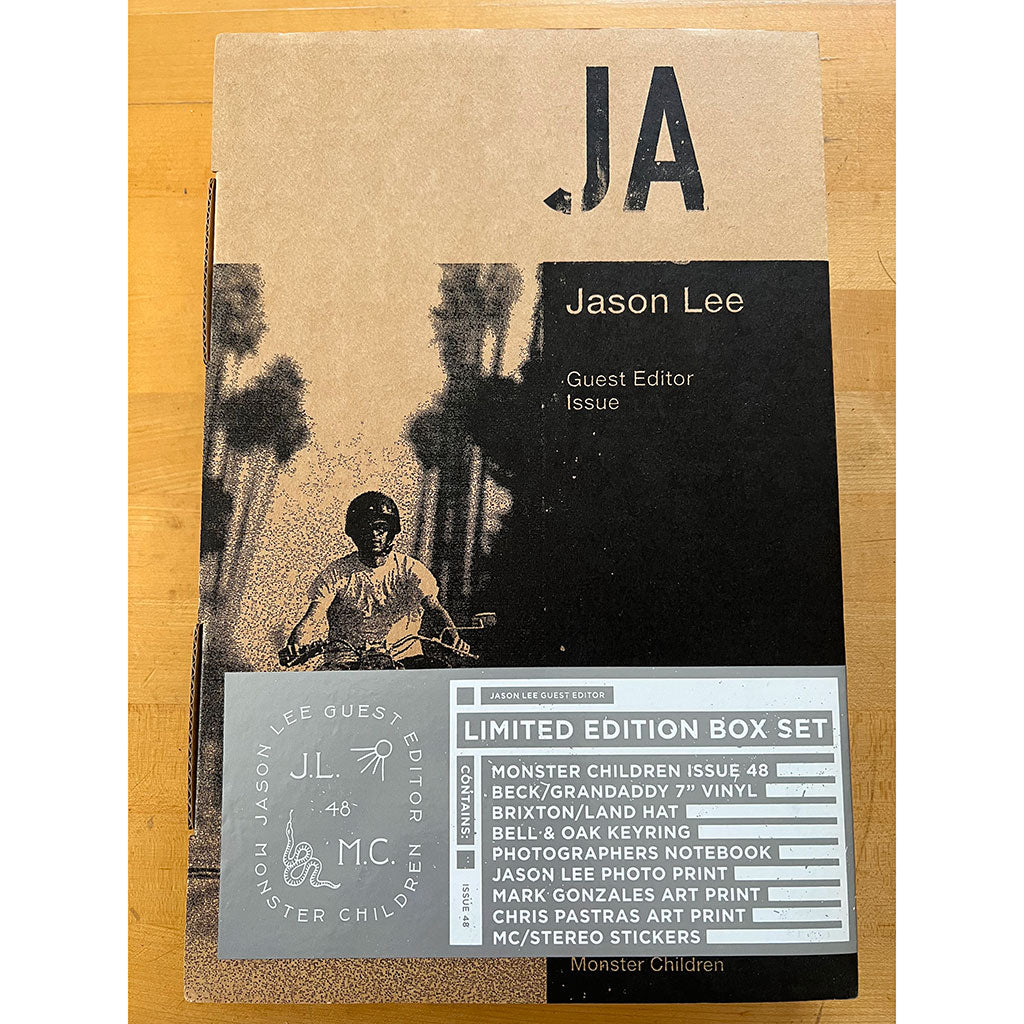 JA
Jason Lee
Guest Editor
Issue
MONSTER CHILDREN JASON LEE GUEST EDITOR
J.L.
48
M.C.
JASON LEE GUEST EDITOR
LIMITED EDITION BOX SET
CONTAINS:
ISSUE 48
MONSTER CHILDREN ISSUE 48
BECK/GRANDADDY 7” VINYL
BRIXTON/LAND HAT
BELL & OAK KEYRING
PHOTOGRAPHERS NOTEBOOK
JASON LEE PHOTO PRINT
MARK GONZALES ART PRINT
CHRIS PASTRAS ART PRINT
MC/STEREO STICKERS
Monster Children